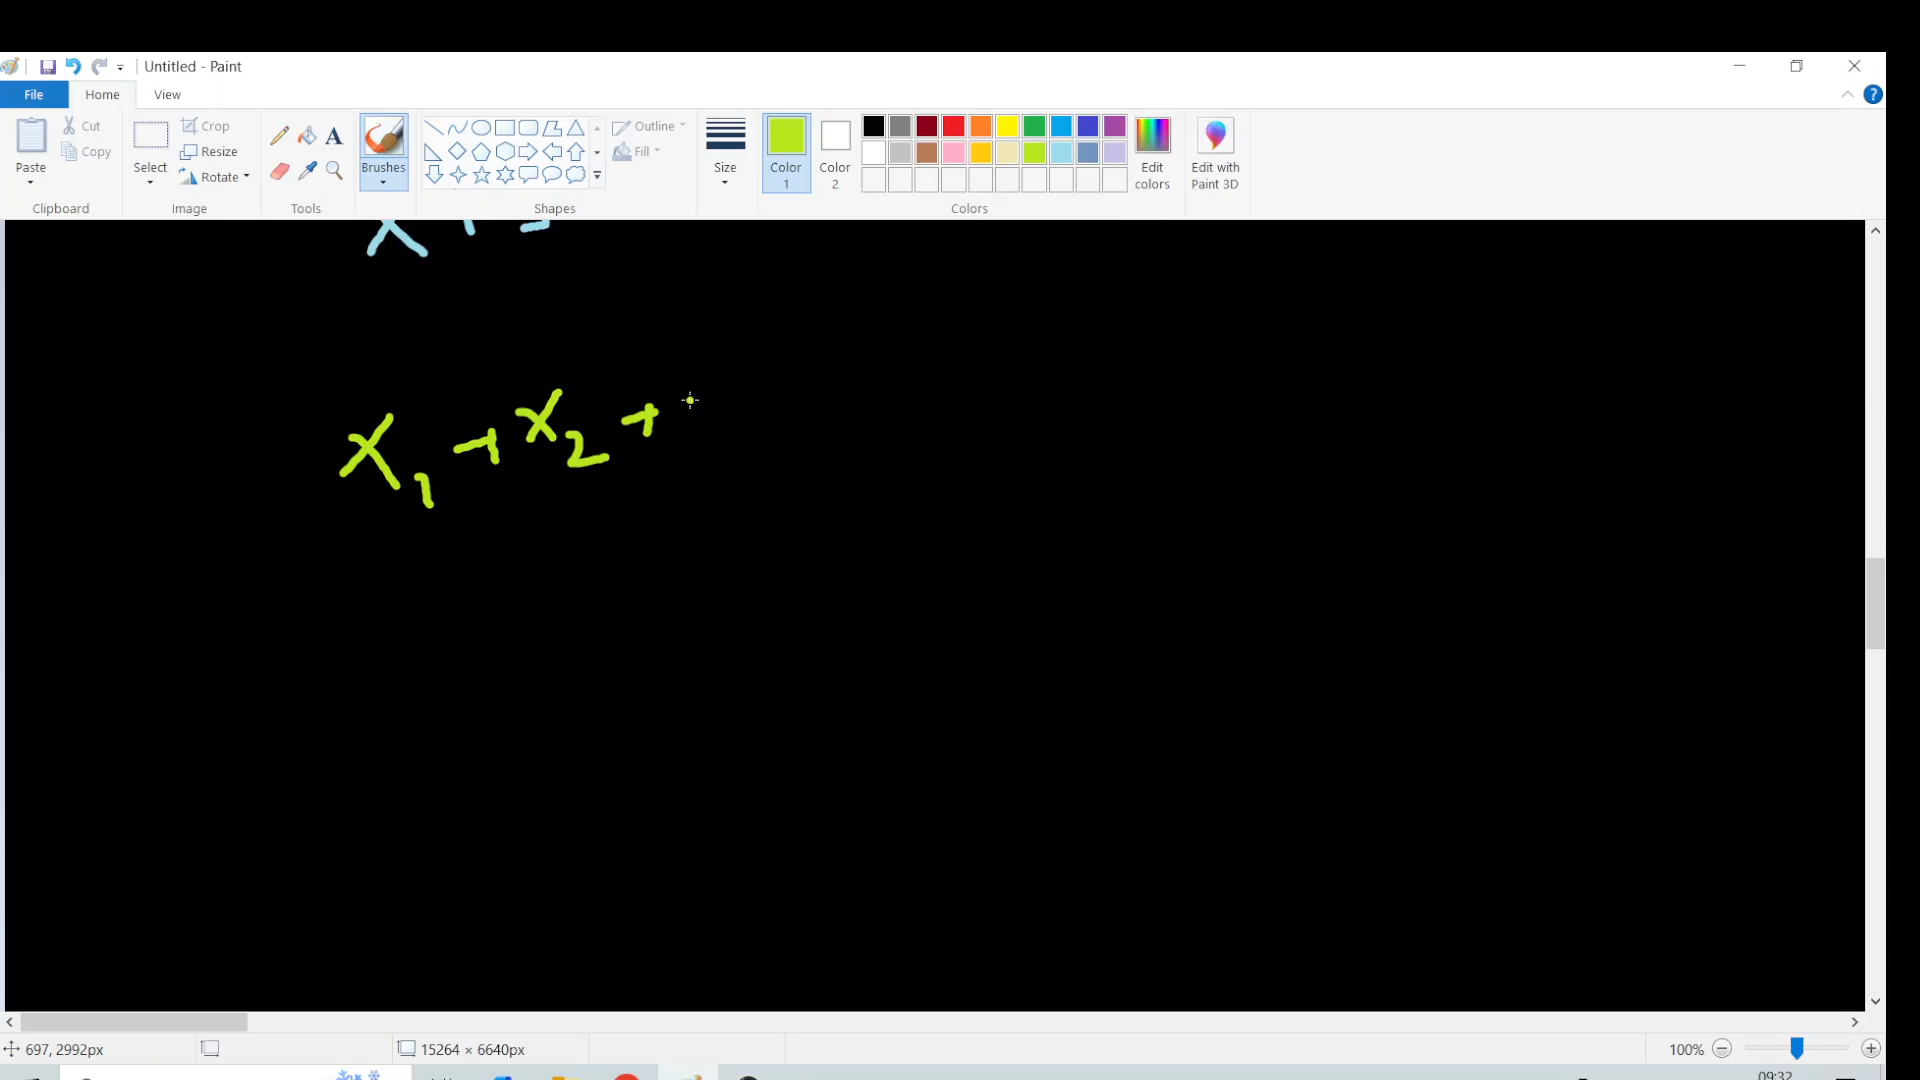 Untitled - Paint
File Home View
Paste
Cut
Copy
Clipboard
Select
Crop
Resize
Rotate
Image
Tools
Brushes
Shapes
Outline
Fill
Size
Color 1
Color 2
Colors
Edit colors
Edit with Paint 3D
X₁ + X₂ +
697, 2992px
15264 × 6640px
100%
09:32